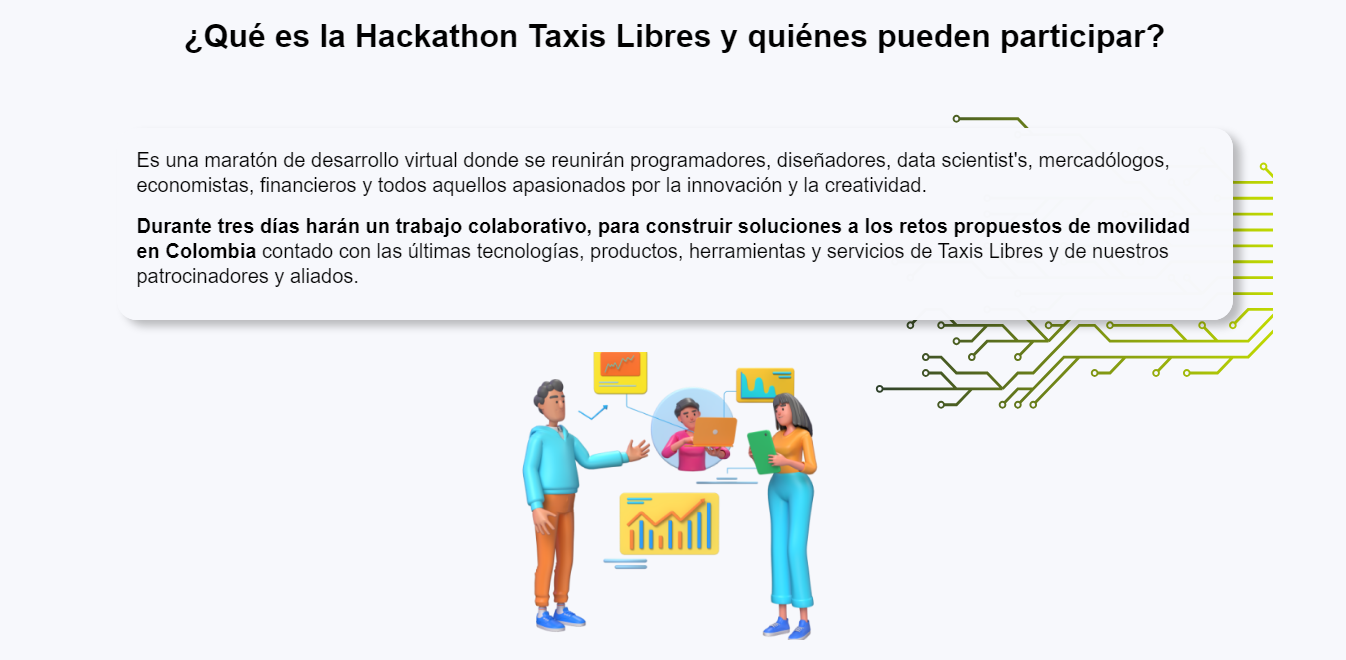 ¿Qué es la Hackathon Taxis Libres y quiénes pueden participar?
Es una maratón de desarrollo virtual donde se reunirán programadores, diseñadores, data scientist's, mercadólogos,
economistas, financieros y todos aquellos apasionados por la innovación y la creatividad.
Durante tres días harán un trabajo colaborativo, para construir soluciones a los retos propuestos de movilidad
en Colombia contado con las últimas tecnologías, productos, herramientas y servicios de Taxis Libres y de nuestros
patrocinadores y aliados.